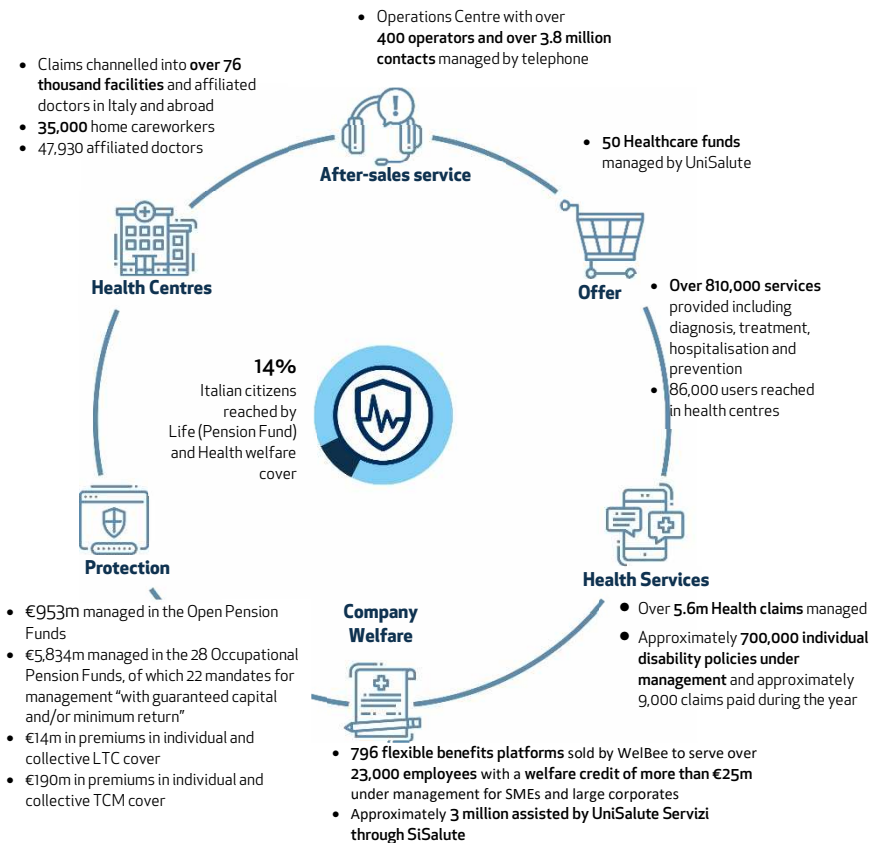 • Operations Centre with over
400 operators and over 3.8 million
contacts managed by telephone
• Claims channelled into over 76
thousand facilities and affiliated
doctors in Italy and abroad
• 35,000 home careworkers
• 47,930 affiliated doctors
After-sales service
• 50 Healthcare funds
managed by UniSalute
Health Centres
Offer
• Over 810,000 services
provided including
diagnosis, treatment,
hospitalisation and
prevention
• 86,000 users reached
in health centres
14%
Italian citizens
reached by
Life (Pension Fund)
and Health welfare
cover
Protection
Health Services
• €953m managed in the Open Pension
Funds
• €5,834m managed in the 28 Occupational
Pension Funds, of which 22 mandates for
management “with guaranteed capital
and/or minimum return”
• €14m in premiums in individual and
collective LTC cover
• €190m in premiums in individual and
collective TCM cover
Company
Welfare
• Over 5.6m Health claims managed
• Approximately 700,000 individual
disability policies under
management and approximately
9,000 claims paid during the year
• 796 flexible benefits platforms sold by WelBee to serve over
23,000 employees with a welfare credit of more than €25m
under management for SMEs and large corporates
• Approximately 3 million assisted by UniSalute Servizi
through SiSalute